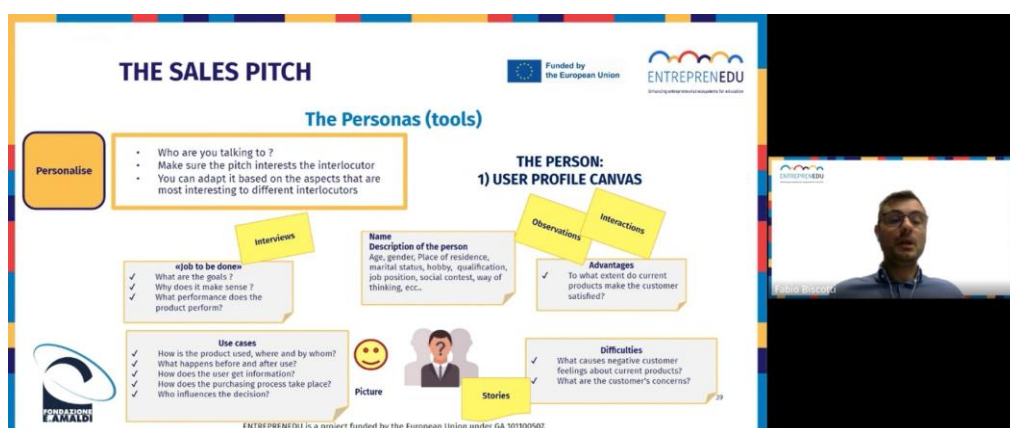 THE SALES PITCH
Funded by
the European Union
ENTREPRENEDU
Enhancing entrepreneurial ecosystems for education
The Personas (tools)
Personalise
• Who are you talking to ?
• Make sure the pitch interests the interlocutor
• You can adapt it based on the aspects that are
most interesting to different interlocutors
THE PERSON:
1) USER PROFILE CANVAS
Interviews
Observations
Interactions
«Job to be done»
✓ What are the goals ?
✓ Why does it make sense ?
✓ What performance does the
product perform?
Name
Description of the person
Age, gender, Place of residence,
marital status, hobby, qualification,
job position, social contest, way of
thinking, ecc..
Advantages
✓ To what extent do current
products make the customer
satisfied?
Use cases
✓ How is the product used, where and by whom?
✓ What happens before and after use?
✓ How does the user get information?
✓ How does the purchasing process take place?
✓ Who influences the decision?
Picture
?
Stories
Difficulties
✓ What causes negative customer
feelings about current products?
✓ What are the customer's concerns?
39
FONDAZIONE
E. AMALDI
ENTREPRENEDU is a project funded by the European Union under GA 101100507
ENTREPRENEDU
Fabio Biscotti